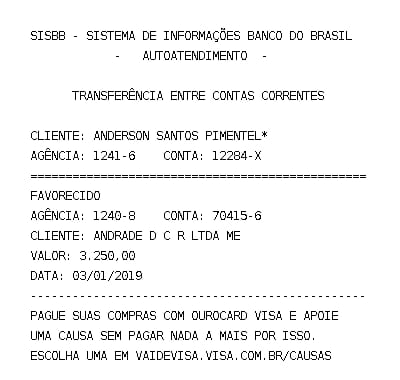 SISBB - SISTEMA DE INFORMAÇÕES BANCO DO BRASIL
- AUTOATENDIMENTO -
TRANSFERÊNCIA ENTRE CONTAS CORRENTES
CLIENTE: ANDERSON SANTOS PIMENTEL*
AGÊNCIA: 1241-6 CONTA: 12284-X
================================================
FAVORECIDO
AGÊNCIA: 1240-8 CONTA: 70415-6
CLIENTE: ANDRADE D C R LTDA ME
VALOR: 3.250,00
DATA: 03/01/2019
------------------------------------------------
PAGUE SUAS COMPRAS COM OUROCARD VISA E APOIE
UMA CAUSA SEM PAGAR NADA A MAIS POR ISSO.
ESCOLHA UMA EM VAIDEVISA.VISA.COM.BR/CAUSAS